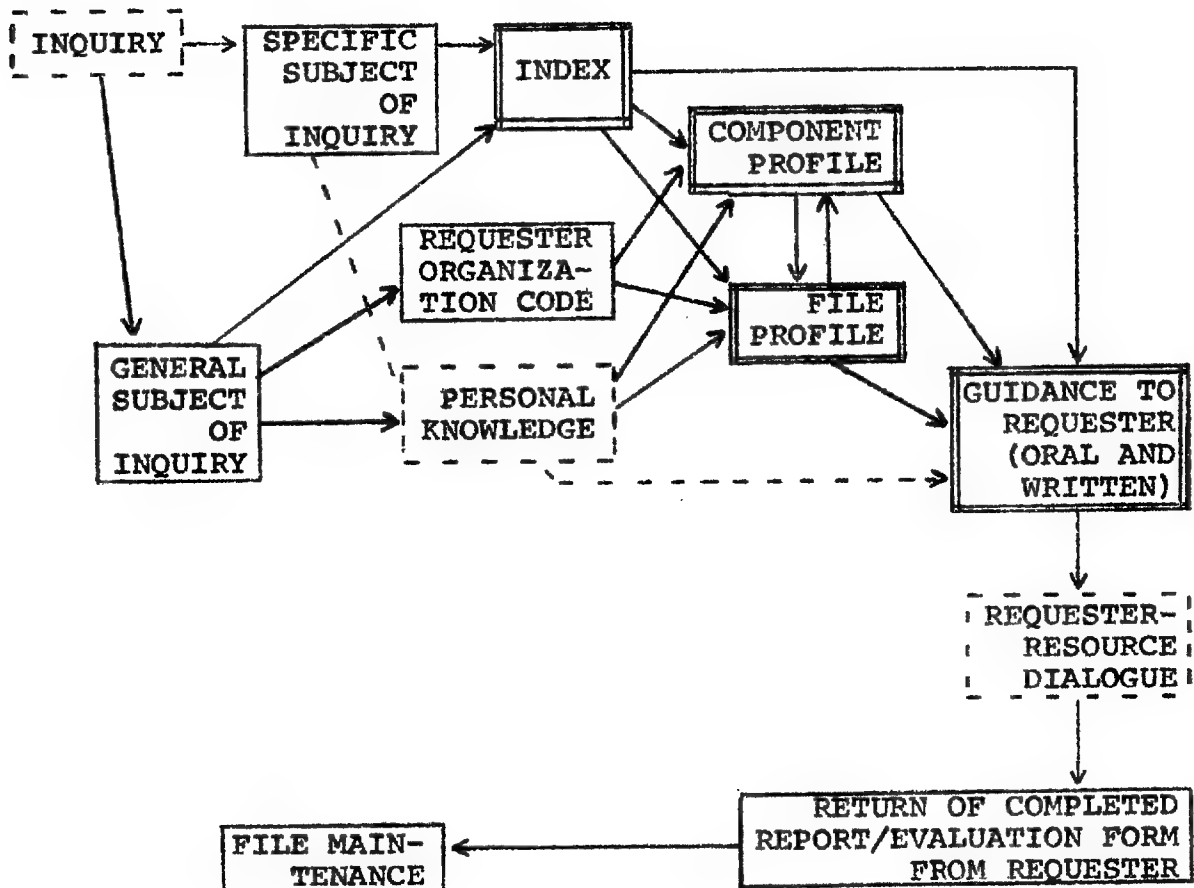 INQUIRY
SPECIFIC
SUBJECT
OF
INQUIRY
INDEX
COMPONENT
PROFILE
REQUESTER
ORGANIZA-
TION CODE
FILE
PROFILE
GENERAL
SUBJECT
OF
INQUIRY
PERSONAL
KNOWLEDGE
GUIDANCE TO
REQUESTER
(ORAL AND
WRITTEN)
REQUESTER-
RESOURCE
DIALOGUE
RETURN OF COMPLETED
REPORT/EVALUATION FORM
FROM REQUESTER
FILE MAIN-
TENANCE